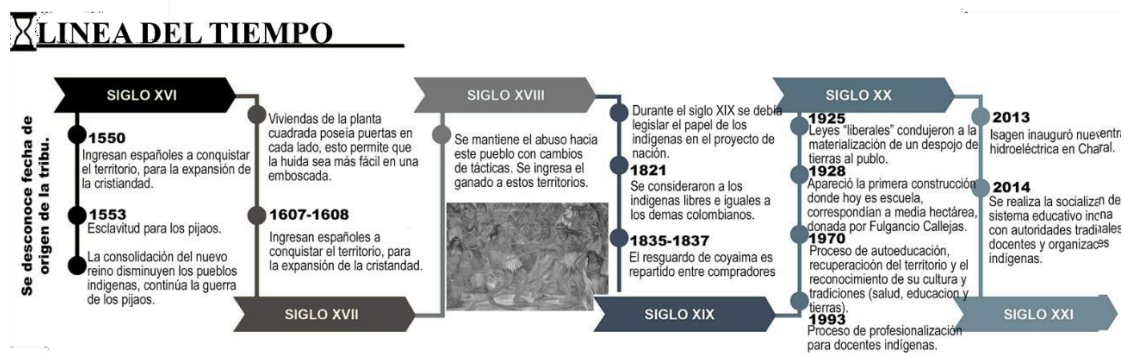 LINEA DEL TIEMPO
Se desconoce fecha de
origen de la tribu.
SIGLO XVI
1550
Ingresan españoles a conquistar
el territorio, para la expansión de
la cristiandad.
1553
Esclavitud para los pijaos.
La consolidación del nuevo
reino disminuyen los pueblos
indígenas, continúa la guerra
de los pijaos.
Viviendas de la planta
cuadrada poseía puertas en
cada lado, esto permite que
la huida sea más fácil en una
emboscada.
1607-1608
Ingresan españoles a
conquistar el territorio, para
la expansión de la cristandad.
SIGLO XVII
SIGLO XVIII
Se mantiene el abuso hacia
este pueblo con cambios
de tácticas. Se ingresa el
ganado a estos territorios.
Durante el siglo XIX se debía
legislar el papel de los
indígenas en el proyecto de
nación.
1821
Se consideraron a los
indigenas libres e iguales a
los demas colombianos.
1835-1837
El resguardo de coyaima es
repartido entre compradores
SIGLO XIX
SIGLO XX
1925
Leyes “liberales” condujeron a la
materialización de un despojo de
tierras al publo.
1928
Apareció la primera construcción
donde hoy es escuela,
correspondían a media hectárea,
donada por Fulgancio Callejas.
1970
Proceso de autoeducación,
recuperación del territorio y el
reconocimiento de su cultura y
tradiciones (salud, educacion y
tierras).
1993
Proceso de profesionalización
para docentes indígenas.
2013
Isagen inauguró
hidroeléctrica en
2014
Se realiza la de
sistema educativo
con autoridades
docentes y
indígenas.
SIGLO XXI